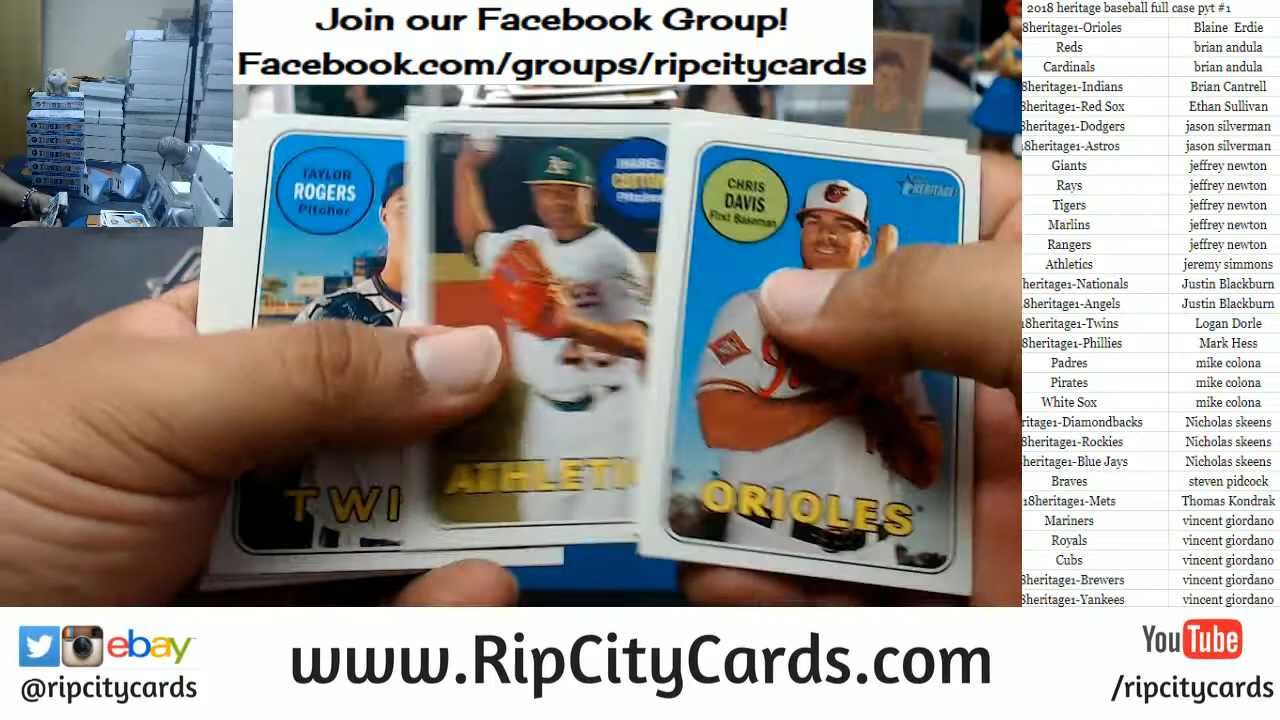 Join our Facebook Group!
Facebook.com/groups/ripcitycards
2018 heritage baseball full case pyt #1
8heritage1-Orioles Blaine Erdie
Reds brian andula
Cardinals brian andula
8heritage1-Indians Brian Cantrell
8heritage1-Red Sox Ethan Sullivan
8heritage1-Dodgers jason silverman
18heritage1-Astros jason silverman
Giants jeffrey newton
Rays jeffrey newton
Tigers jeffrey newton
Marlins jeffrey newton
Rangers jeffrey newton
Athletics jeremy simmons
heritage1-Nationals Justin Blackburn
18heritage1-Angels Justin Blackburn
18heritage1-Twins Logan Dorle
8heritage1-Phillies Mark Hess
Padres mike colona
Pirates mike colona
White Sox mike colona
ritage1-Diamondbacks Nicholas skeens
8heritage1-Rockies Nicholas skeens
heritage1-Blue Jays Nicholas skeens
Braves steven pidcock
18heritage1-Mets Thomas Kondrak
Mariners vincent giordano
Royals vincent giordano
Cubs vincent giordano
8heritage1-Brewers vincent giordano
8heritage1-Yankees vincent giordano
TAYLOR
ROGERS
Pitcher
TWI
Pitcher
ATHLETI
CHRIS
DAVIS
First Baseman
HERITAGE
ORIOLES
ebay
@ripcitycards
www.RipCityCards.com
YouTube
/ripcitycards